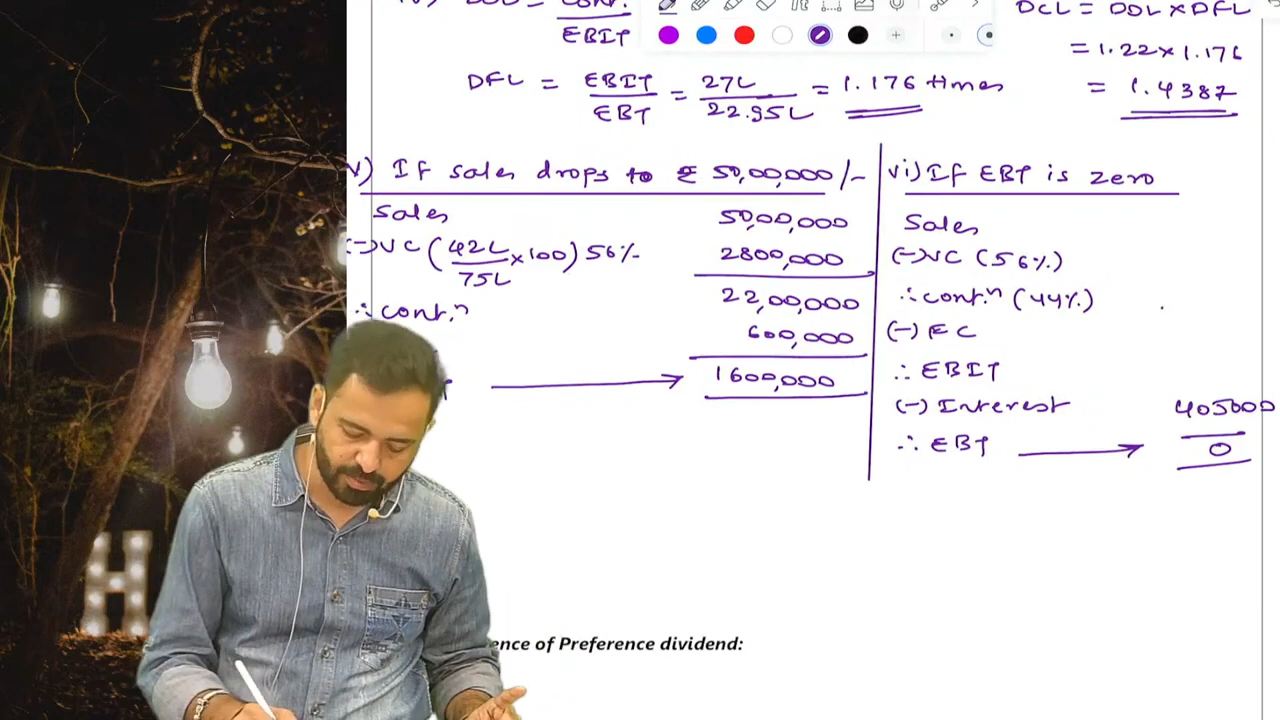 EBIT
DCL = DOL x DFL
= 1.22 x 1.176
= 1.4387
DFL = EBIT/EBT = 27L/22.95L = 1.176 times
v) If sales drops to ₹ 50,00,000/-
Sales 50,00,000
(-) VC (42L/75L x 100) 56% 2800,000
∴ cont.n 22,00,000
600,000
1600,000
vi) If EBT is zero
Sales
(-) VC (56%)
∴ cont.n (44%)
(-) FC
∴ EBIT
(-) Interest 405000
∴ EBT → 0
ence of Preference dividend:
H